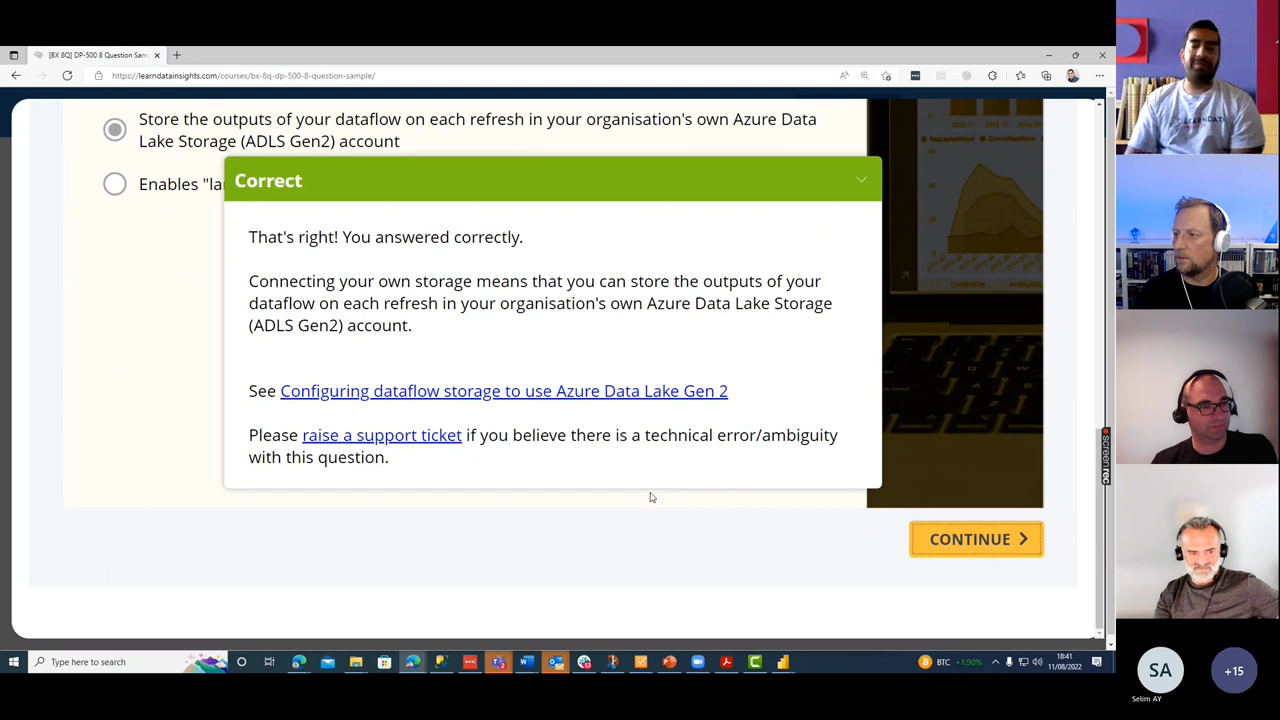 [BX 8Q] DP-500 8 Question Sam
https://learndatainsights.com/courses/bx-8q-dp-500-8-question-sample/
Store the outputs of your dataflow on each refresh in your organisation's own Azure Data
Lake Storage (ADLS Gen2) account
Enables "la
Correct
That's right! You answered correctly.
Connecting your own storage means that you can store the outputs of your
dataflow on each refresh in your organisation's own Azure Data Lake Storage
(ADLS Gen2) account.
See Configuring dataflow storage to use Azure Data Lake Gen 2
Please raise a support ticket if you believe there is a technical error/ambiguity
with this question.
CONTINUE
screenrec
Type here to search
BTC +1.90%
18:41
11/08/2022
SA
Selim AY
+15